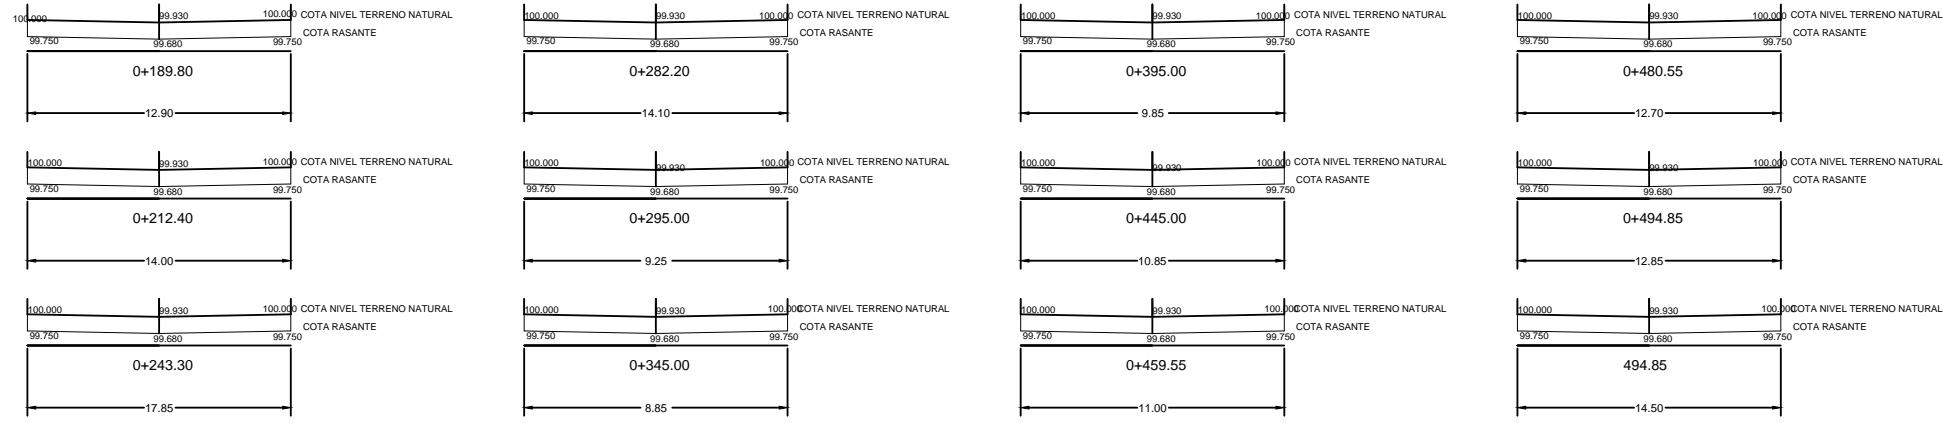 100.000 99.930 100.000 COTA NIVEL TERRENO NATURAL
99.750 99.680 99.750 COTA RASANTE
0+189.80
12.90
100.000 99.930 100.000 COTA NIVEL TERRENO NATURAL
99.750 99.680 99.750 COTA RASANTE
0+282.20
14.10
100.000 99.930 100.000 COTA NIVEL TERRENO NATURAL
99.750 99.680 99.750 COTA RASANTE
0+395.00
9.85
100.000 99.930 100.000 COTA NIVEL TERRENO NATURAL
99.750 99.680 99.750 COTA RASANTE
0+480.55
12.70
100.000 99.930 100.000 COTA NIVEL TERRENO NATURAL
99.750 99.680 99.750 COTA RASANTE
0+212.40
14.00
100.000 99.930 100.000 COTA NIVEL TERRENO NATURAL
99.750 99.680 99.750 COTA RASANTE
0+295.00
9.25
100.000 99.930 100.000 COTA NIVEL TERRENO NATURAL
99.750 99.680 99.750 COTA RASANTE
0+445.00
10.85
100.000 99.930 100.000 COTA NIVEL TERRENO NATURAL
99.750 99.680 99.750 COTA RASANTE
0+494.85
12.85
100.000 99.930 100.000 COTA NIVEL TERRENO NATURAL
99.750 99.680 99.750 COTA RASANTE
0+243.30
17.85
100.000 99.930 100.000 COTA NIVEL TERRENO NATURAL
99.750 99.680 99.750 COTA RASANTE
0+345.00
8.85
100.000 99.930 100.000 COTA NIVEL TERRENO NATURAL
99.750 99.680 99.750 COTA RASANTE
0+459.55
11.00
100.000 99.930 100.000 COTA NIVEL TERRENO NATURAL
99.750 99.680 99.750 COTA RASANTE
494.85
14.50